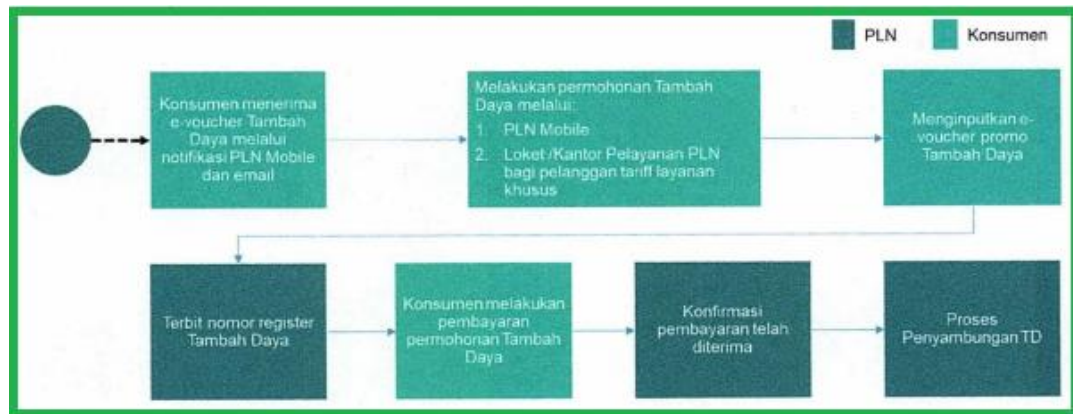 PLN
Konsumen
Konsumen menerima
e-voucher Tambah
Daya melalui
notifikasi PLN Mobile
dan email
Melakukan permohonan Tambah
Daya melalui:
1. PLN Mobile
2. Loket /Kantor Pelayanan PLN
bagi pelanggan tariff layanan
khusus
Menginputkan e-
voucher promo
Tambah Daya
Terbit nomor register
Tambah Daya
Konsumen melakukan
pembayaran
permohonan Tambah
Daya
Konfirmasi
pembayaran telah
diterima
Proses
Penyambungan TD